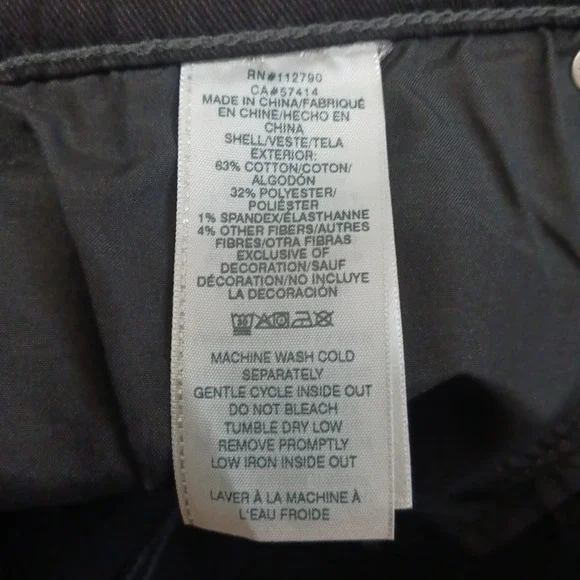 RN#112790
CA#57414
MADE IN CHINA/FABRIQUÉ
EN CHINE/HECHO EN
CHINA
SHELL/VESTE/TELA
EXTERIOR:
63% COTTON/COTON/
ALGODÓN
32% POLYESTER/
POLIÉSTER
1% SPANDEX/ÉLASTHANNE
4% OTHER FIBERS/AUTRES
FIBRES/OTRA FIBRAS
EXCLUSIVE OF
DECORATION/SAUF
DÉCORATION/NO INCLUYE
LA DECORACIÓN
MACHINE WASH COLD
SEPARATELY
GENTLE CYCLE INSIDE OUT
DO NOT BLEACH
TUMBLE DRY LOW
REMOVE PROMPTLY
LOW IRON INSIDE OUT
LAVER À LA MACHINE À
L'EAU FROIDE